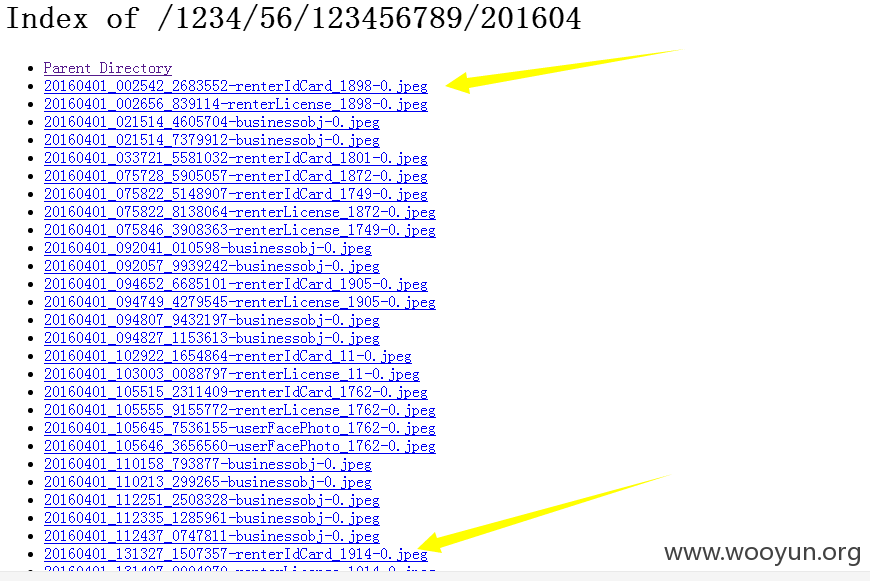 Index of /1234/56/123456789/201604
Parent Directory
20160401_002542_2683552-renterIdCard_1898-0.jpeg
20160401_002656_839114-renterLicense_1898-0.jpeg
20160401_021514_4605704-businessobj-0.jpeg
20160401_021514_7379912-businessobj-0.jpeg
20160401_033721_5581032-renterIdCard_1801-0.jpeg
20160401_075728_5905057-renterIdCard_1872-0.jpeg
20160401_075822_5148907-renterIdCard_1749-0.jpeg
20160401_075822_8138064-renterLicense_1872-0.jpeg
20160401_075846_3908363-renterLicense_1749-0.jpeg
20160401_092041_010598-businessobj-0.jpeg
20160401_092057_9939242-businessobj-0.jpeg
20160401_094652_6685101-renterIdCard_1905-0.jpeg
20160401_094749_4279545-renterLicense_1905-0.jpeg
20160401_094807_9432197-businessobj-0.jpeg
20160401_094827_1153613-businessobj-0.jpeg
20160401_102922_1654864-renterIdCard_11-0.jpeg
20160401_103003_0088797-renterLicense_11-0.jpeg
20160401_105515_2311409-renterIdCard_1762-0.jpeg
20160401_105555_9155772-renterLicense_1762-0.jpeg
20160401_105645_7536155-userFacePhoto_1762-0.jpeg
20160401_105646_3656560-userFacePhoto_1762-0.jpeg
20160401_110158_793877-businessobj-0.jpeg
20160401_110213_299265-businessobj-0.jpeg
20160401_112251_2508328-businessobj-0.jpeg
20160401_112335_1285961-businessobj-0.jpeg
20160401_112437_0747811-businessobj-0.jpeg
20160401_131327_1507357-renterIdCard_1914-0.jpeg
www.wooyun.org